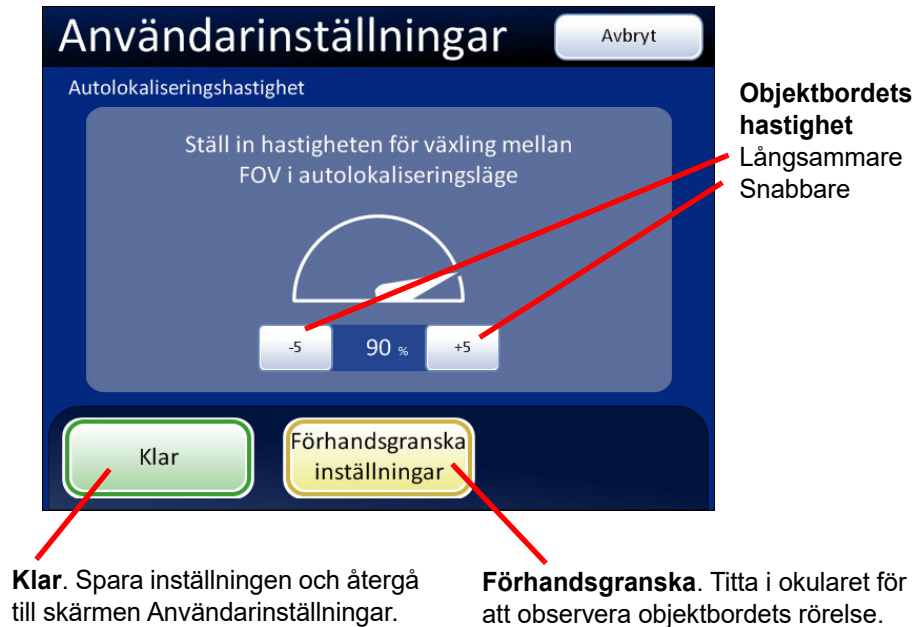 Användarinställningar
Avbryt
Autolokaliseringshastighet
Ställ in hastigheten för växling mellan
FOV i autolokaliseringsläge
-5
90 %
+5
Klar
Förhandsgranska
inställningar
Objektbordets
hastighet
Långsammare
Snabbare
Klar. Spara inställningen och återgå
till skärmen Användarinställningar.
Förhandsgranska. Titta i okularet för
att observera objektbordets rörelse.